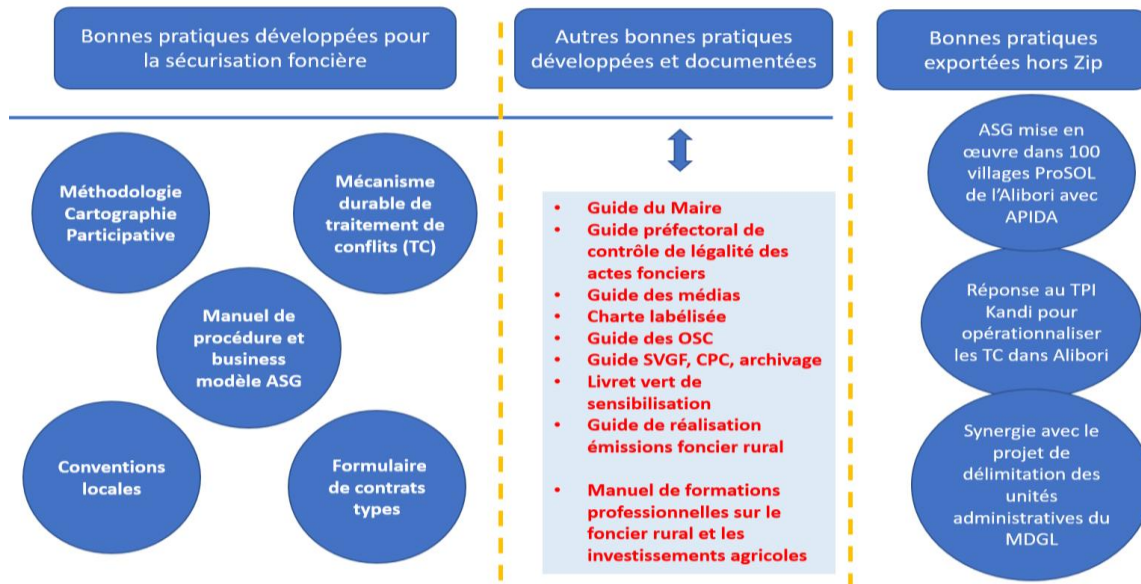 Bonnes pratiques développées pour
la sécurisation foncière
Méthodologie
Cartographie
Participative
Mécanisme
durable de
traitement de
conflits (TC)
Manuel de
procédure et
business
modèle ASG
Conventions
locales
Formulaire
de contrats
types
Autres bonnes pratiques
développées et documentées
• Guide du Maire
• Guide préfectoral de
contrôle de légalité des
actes fonciers
• Guide des médias
• Charte labélisée
• Guide des OSC
• Guide SVGF, CPC, archivage
• Livret vert de
sensibilisation
• Guide de réalisation
émissions foncier rural
• Manuel de formations
professionnelles sur le
foncier rural et les
investissements agricoles
Bonnes pratiques
exportées hors Zip
ASG mise en
œuvre dans 100
villages ProSOL
de l'Alibori avec
APIDA
Réponse au TPI
Kandi pour
opérationnaliser
les TC dans Alibori
Synergie avec le
projet de
délimitation des
unités
administratives du
MDGL